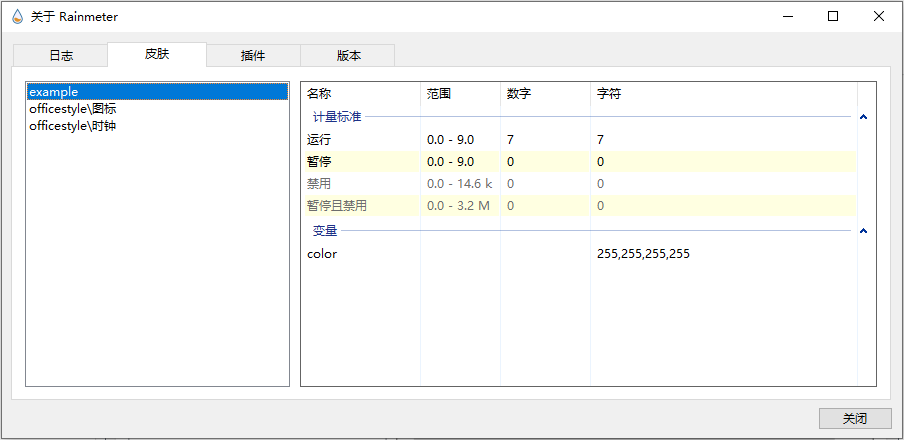 关于 Rainmeter
日志 皮肤 插件 版本
example
officestyle\图标
officestyle\时钟
名称 范围 数字 字符
计量标准
运行 0.0 - 9.0 7 7
暂停 0.0 - 9.0 0 0
禁用 0.0 - 14.6 k 0 0
暂停且禁用 0.0 - 3.2 M 0 0
变量
color 255,255,255,255
关闭